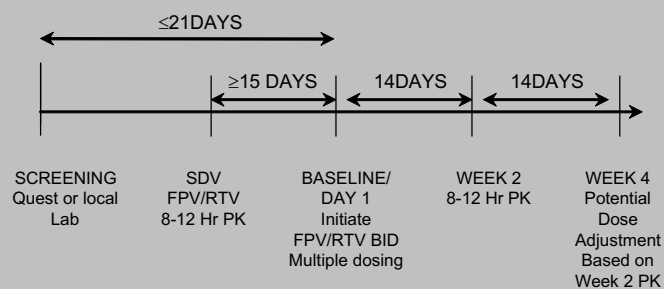 ≤21DAYS
≥15 DAYS
14DAYS
14DAYS
SCREENING
Quest or local
Lab
SDV
FPV/RTV
8-12 Hr PK
BASELINE/
DAY 1
Initiate
FPV/RTV BID
Multiple dosing
WEEK 2
8-12 Hr PK
WEEK 4
Potential
Dose
Adjustment
Based on
Week 2 PK